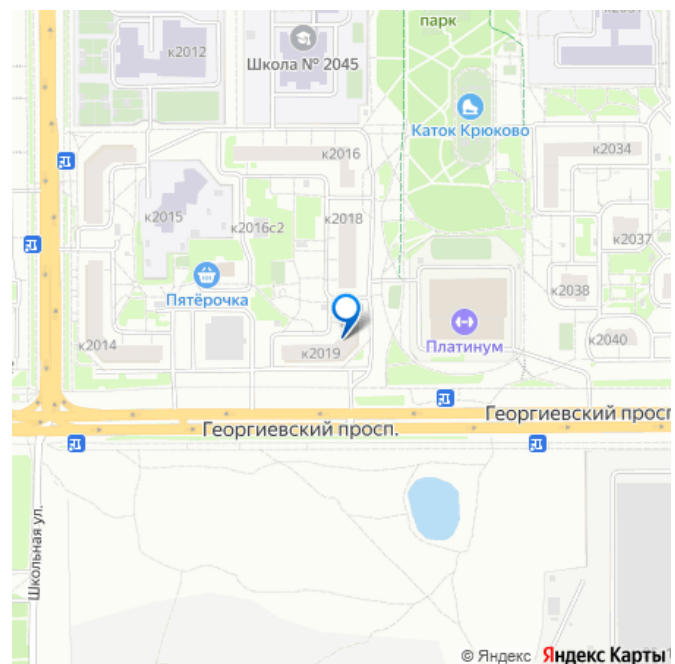 парк
к2012
Школа № 2045
Каток Крюково
к2016
к2034
к2015
к2018
к2016с2
к2037
Пятёрочка
к2038
к2014
к2019
Платинум
к2040
Георгиевский просп.
Георгиевский просп
Школьная ул.
© Яндекс Яндекс Карты